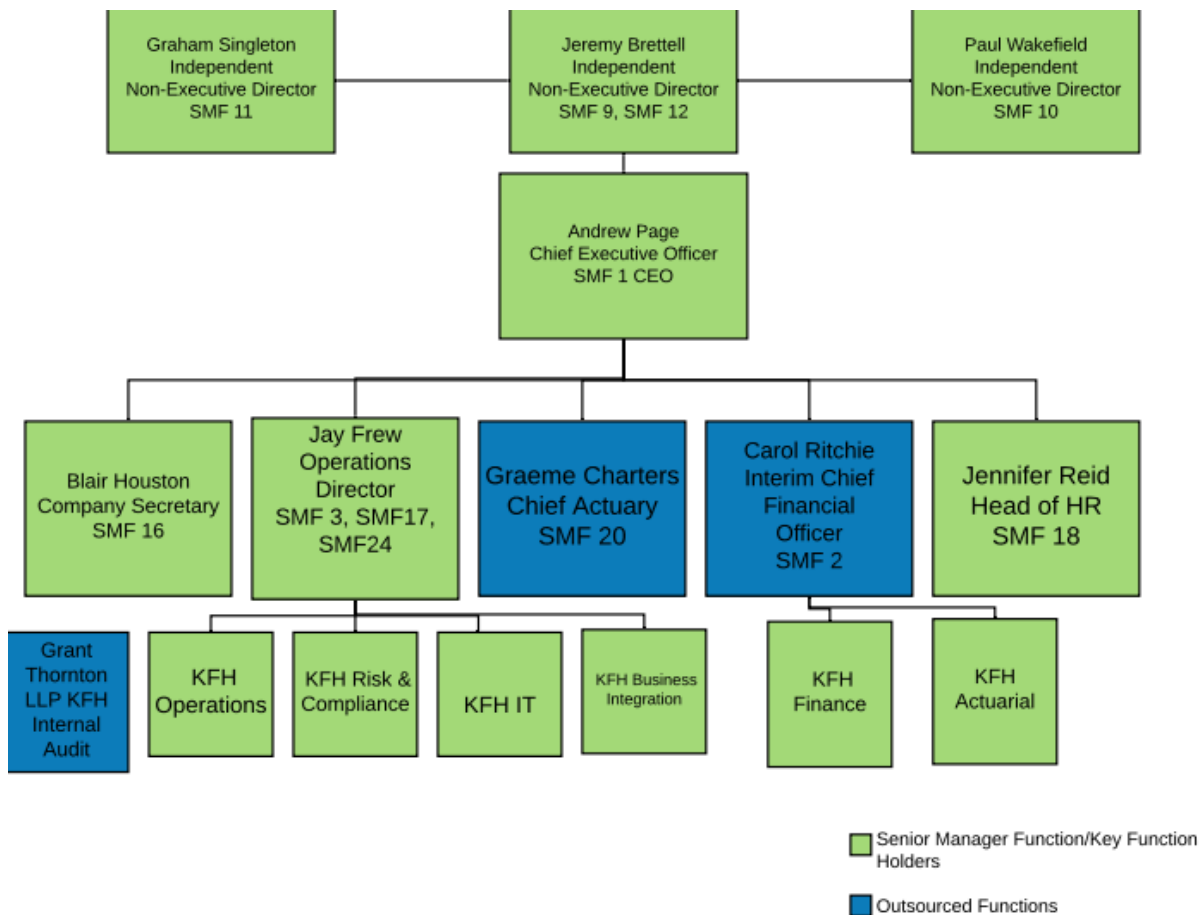 Graham Singleton
Independent
Non-Executive Director
SMF 11
Jeremy Brettell
Independent
Non-Executive Director
SMF 9, SMF 12
Paul Wakefield
Independent
Non-Executive Director
SMF 10
Andrew Page
Chief Executive Officer
SMF 1 CEO
Blair Houston
Company Secretary
SMF 16
Jay Frew
Operations
Director
SMF 3, SMF17,
SMF24
Graeme Charters
Chief Actuary
SMF 20
Carol Ritchie
Interim Chief
Financial
Officer
SMF 2
Jennifer Reid
Head of HR
SMF 18
Grant
Thornton
LLP KFH
Internal
Audit
KFH
Operations
KFH Risk &
Compliance
KFH IT
KFH Business
Integration
KFH
Finance
KFH
Actuarial
Senior Manager Function/Key Function
Holders
Outsourced Functions